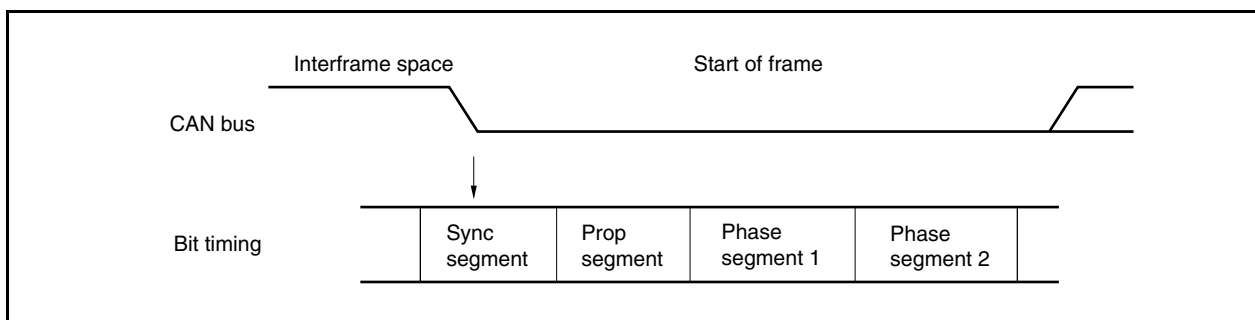 Interframe space
Start of frame
CAN bus
Bit timing
Sync
segment
Prop
segment
Phase
segment 1
Phase
segment 2